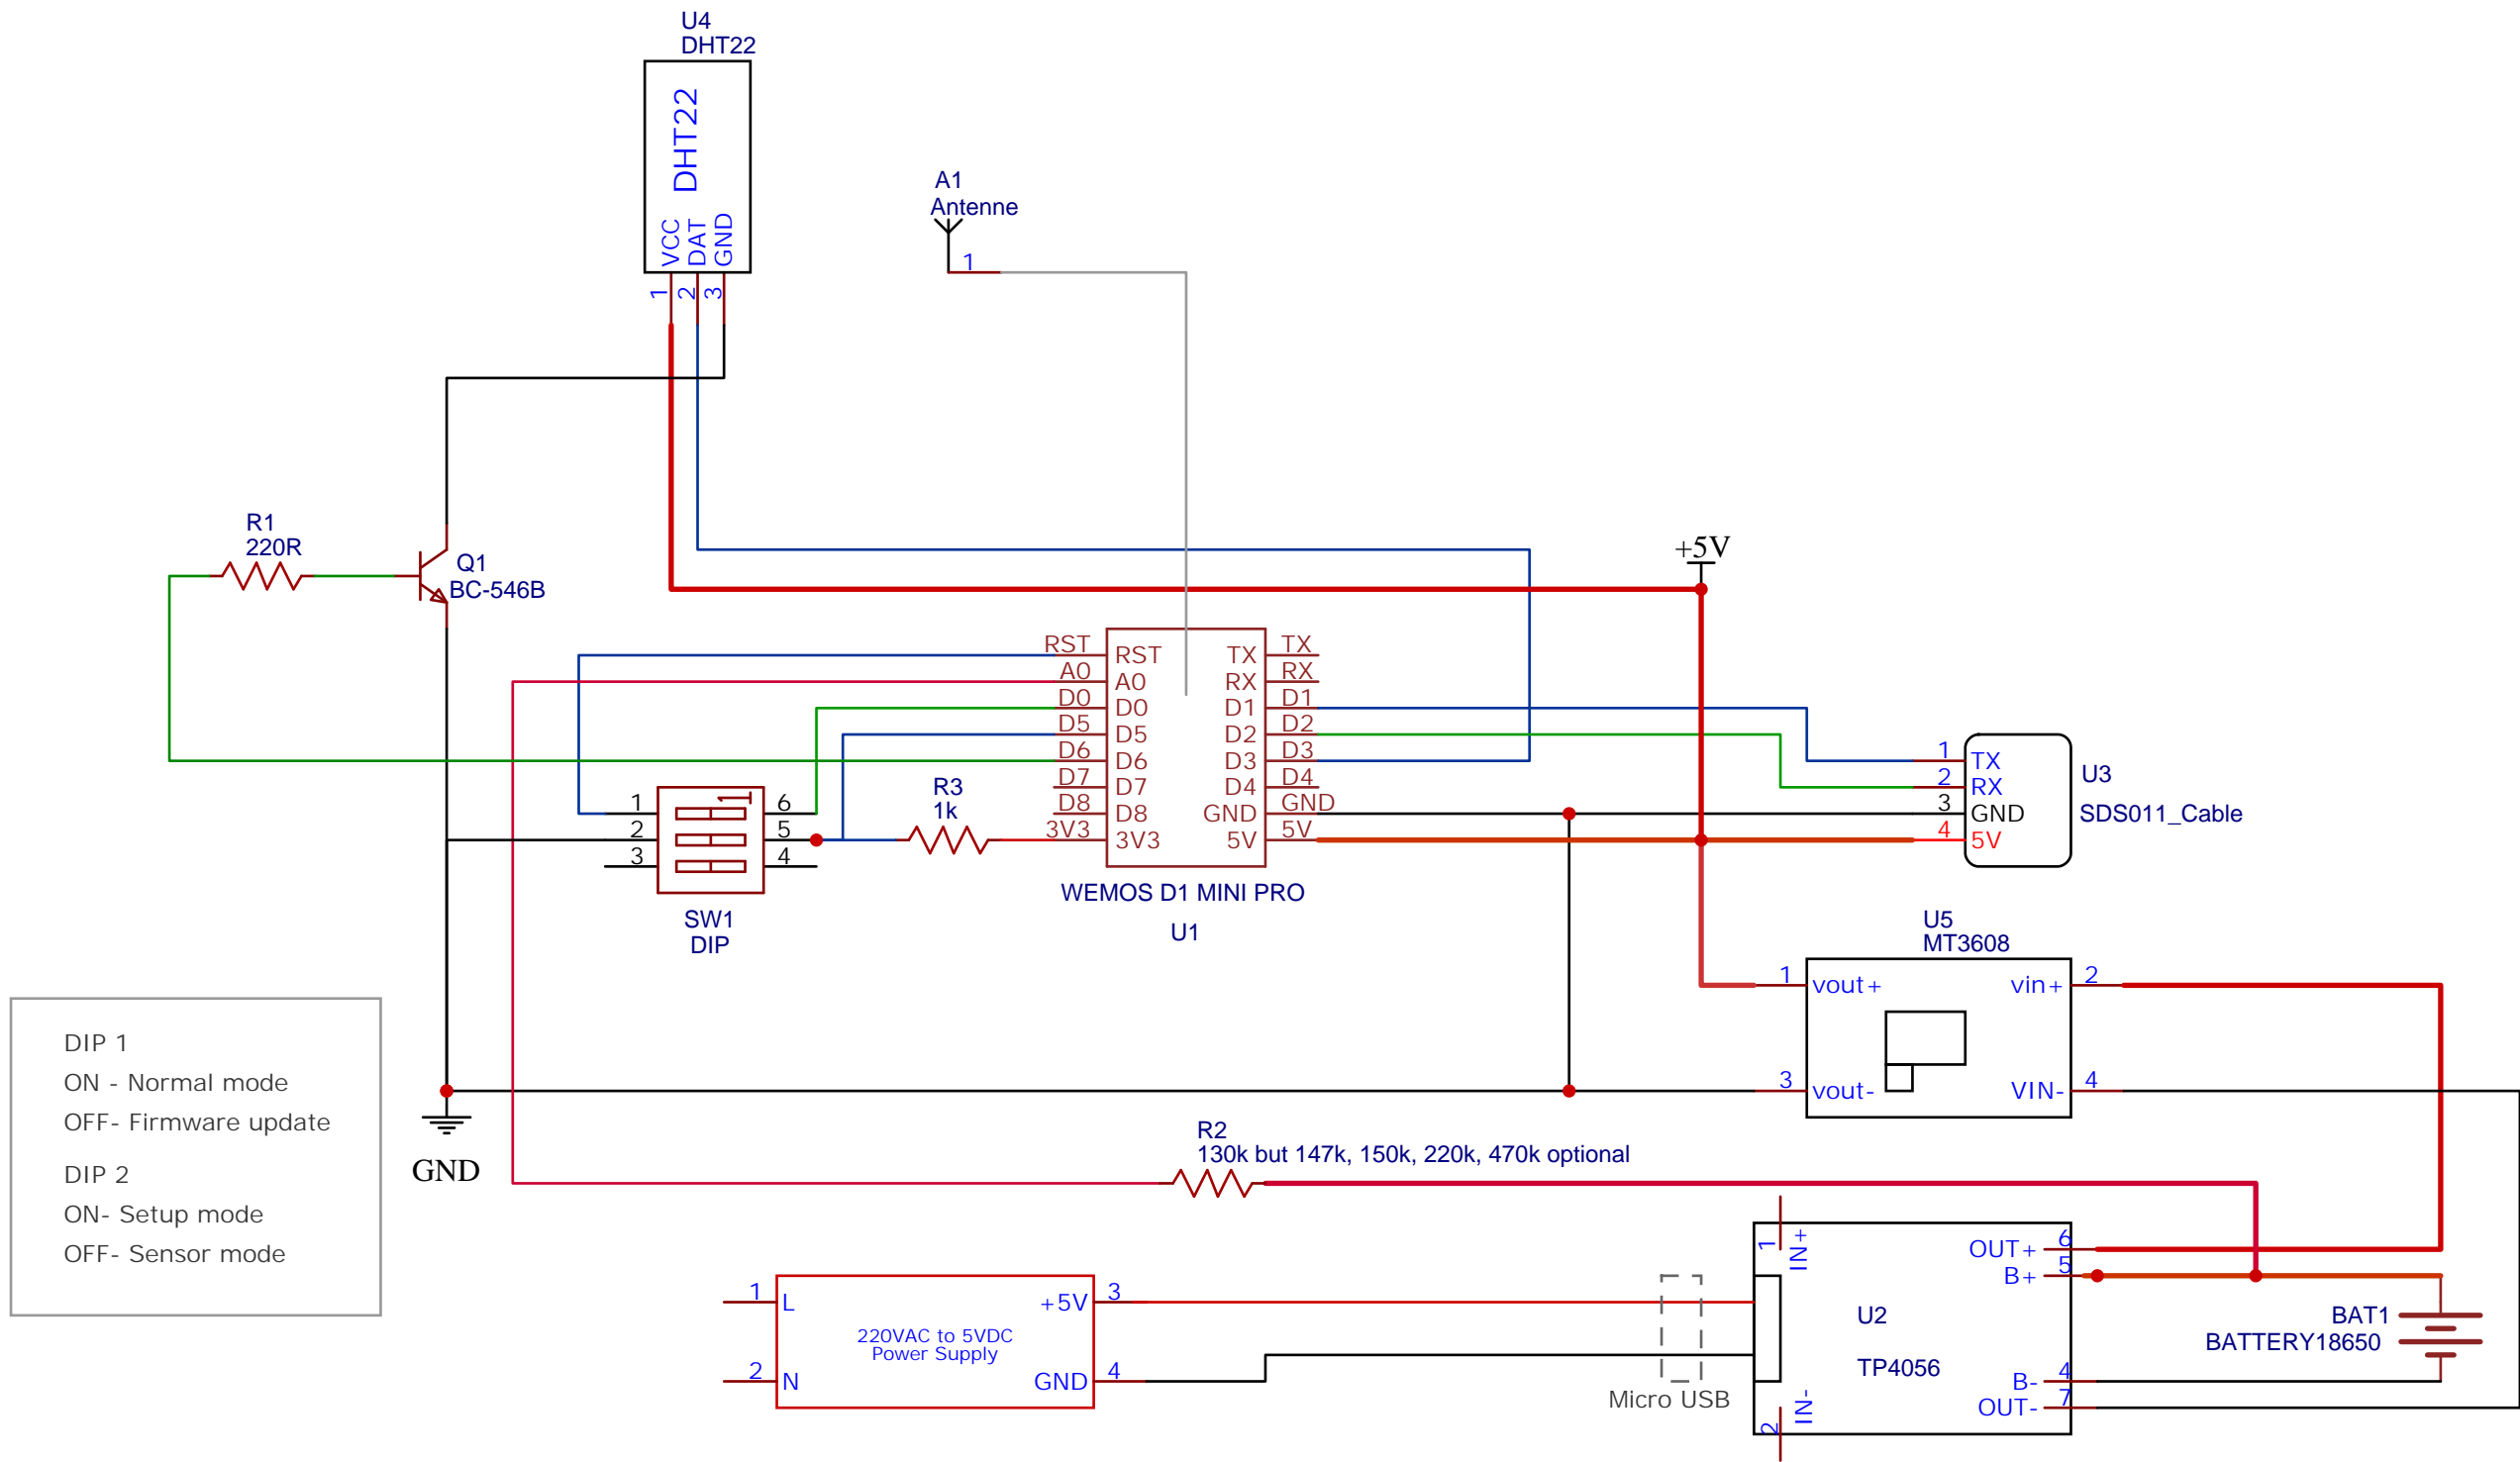 U4
DHT22
DHT22
VCC
DAT
GND
1
2
3
A1
Antenne
1
R1
220R
Q1
BC-546B
+5V
RST
A0
D0
D5
D6
D7
D8
3V3
RST
A0
D0
D5
D6
D7
D8
3V3
TX
RX
D1
D2
D3
D4
GND
5V
TX
RX
D1
D2
D3
D4
GND
5V
WEMOS D1 MINI PRO
U1
R3
1k
1
2
3
6
5
4
SW1
DIP
1
2
3
4
TX
RX
GND
5V
U3
SDS011_Cable
U5
MT3608
1
vout+
vin+
2
3
vout-
VIN-
4
DIP 1
ON - Normal mode
OFF- Firmware update
DIP 2
ON- Setup mode
OFF- Sensor mode
GND
R2
130k but 147k, 150k, 220k, 470k optional
1
L
2
N
220VAC to 5VDC
Power Supply
+5V
3
GND
4
Micro USB
1
IN+
2
IN-
U2
TP4056
OUT+
6
B+
5
B-
4
OUT-
7
BAT1
BATTERY18650